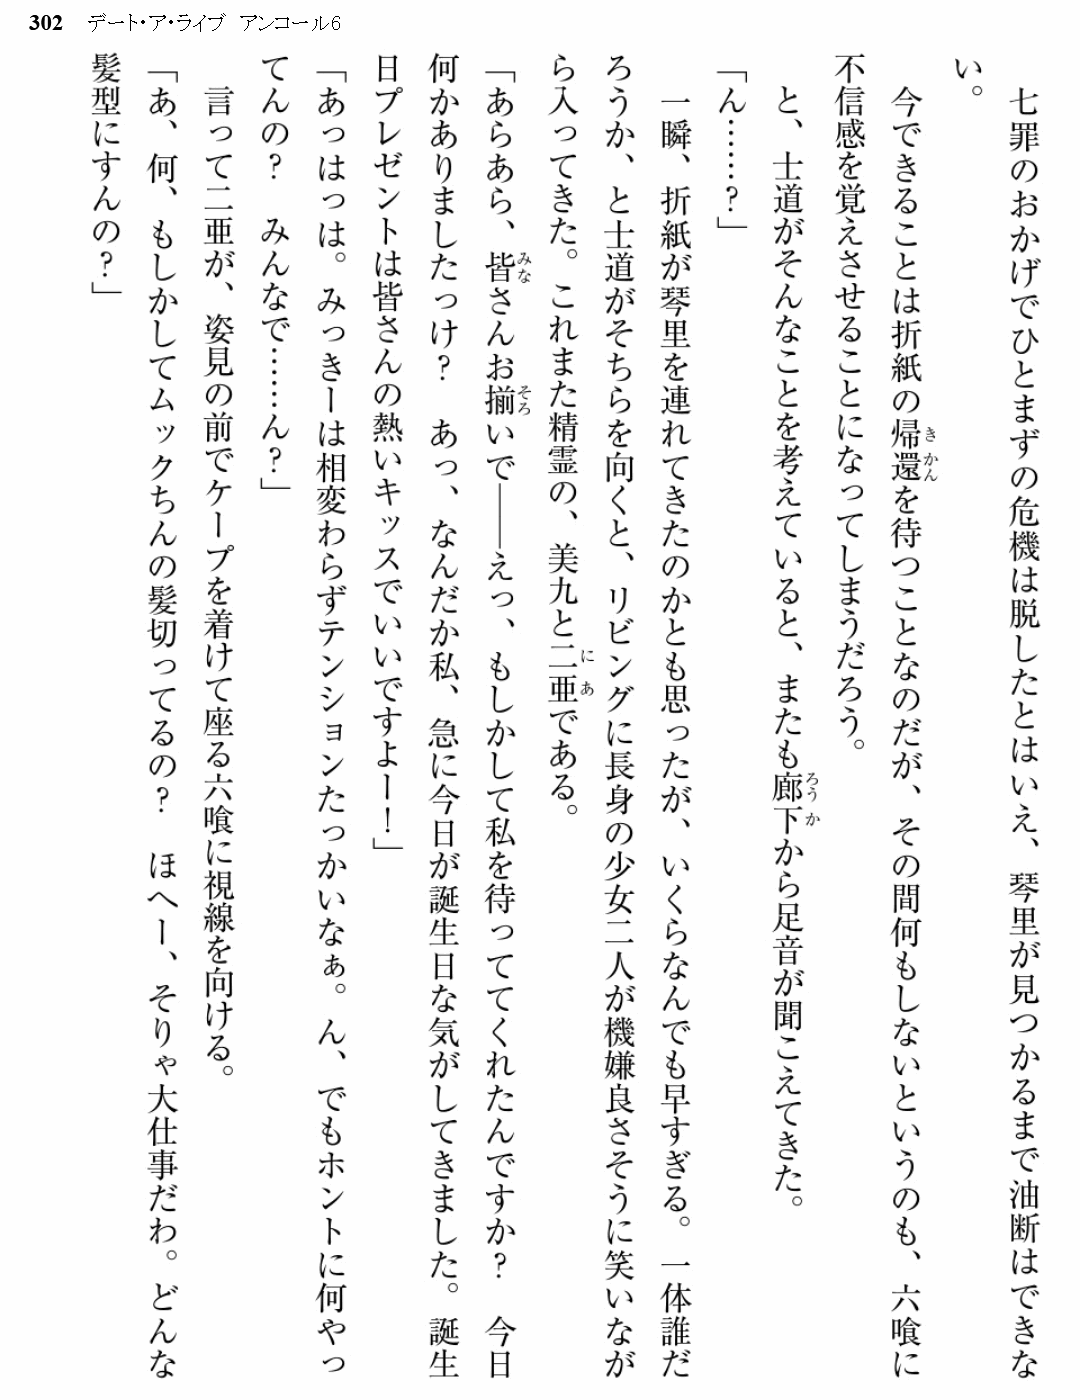 302　デート・ア・ライブ　アンコール6
　七罪のおかげでひとまずの危機は脱したとはいえ、琴里が見つかるまで油断はできな
い。
　今できることは折紙の帰還を待つことなのだが、その間何もしないというのも、六喰に
不信感を覚えさせることになってしまうだろう。
　と、士道がそんなことを考えていると、またも廊下から足音が聞こえてきた。
「ん……？」
　一瞬、折紙が琴里を連れてきたのかとも思ったが、いくらなんでも早すぎる。一体誰だ
ろうか、と士道がそちらを向くと、リビングに長身の少女二人が機嫌良さそうに笑いなが
ら入ってきた。これまた精霊の、美九と二亜である。
「あらあら、皆さんお揃いで――えっ、もしかして私を待っててくれたんですか？　今日
何かありましたっけ？　あっ、なんだか私、急に今日が誕生日な気がしてきました。誕生
日プレゼントは皆さんの熱いキッスでいいですよー！」
「あっはっは。みっきーは相変わらずテンションたっかいなぁ。ん、でもホントに何やっ
てんの？　みんなで……ん？」
　言って二亜が、姿見の前でケープを着けて座る六喰に視線を向ける。
「あ、何、もしかしてムックちんの髪切ってるの？　ほへー、そりゃ大仕事だわ。どんな
髪型にすんの？」